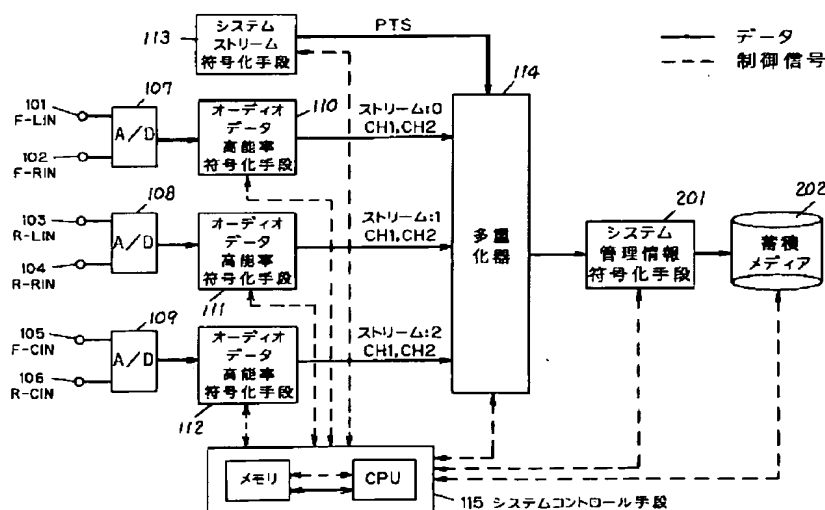 113
システム
ストリーム
符号化手段
PTS
114
データ
制御信号
101
F-LIN
102
F-RIN
107
A/D
110
オーディオ
データ
高能率
符号化手段
ストリーム:0
CH1,CH2
103
R-LIN
104
R-RIN
108
A/D
オーディオ
データ
高能率
符号化手段
111
ストリーム:1
CH1,CH2
多重
化器
201
システム
管理情報
符号化手段
202
蓄積
メディア
105
F-CIN
106
R-CIN
109
A/D
オーディオ
データ
高能率
符号化手段
112
ストリーム:2
CH1,CH2
メモリ
CPU
115 システムコントロール手段